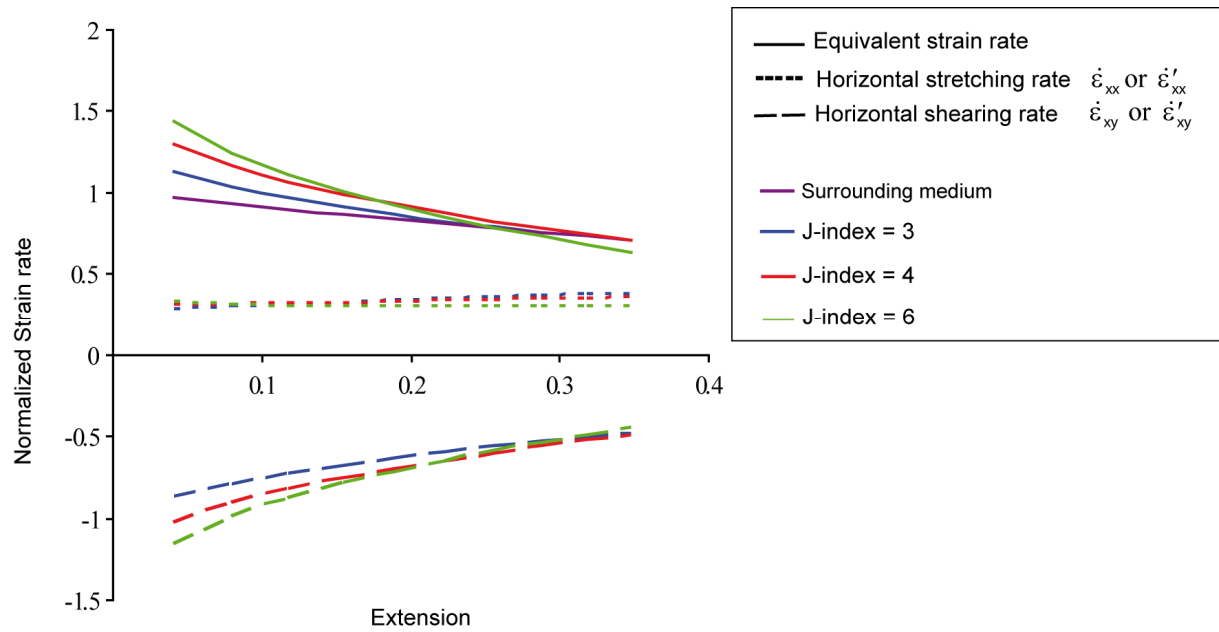 2
1.5
1
0.5
0
-0.5
-1
-1.5
0.1 0.2 0.3 0.4
Normalized Strain rate
Extension
Equivalent strain rate
Horizontal stretching rate ε̇xx or ε̇′xx
Horizontal shearing rate ε̇xy or ε̇′xy
Surrounding medium
J-index = 3
J-index = 4
J-index = 6